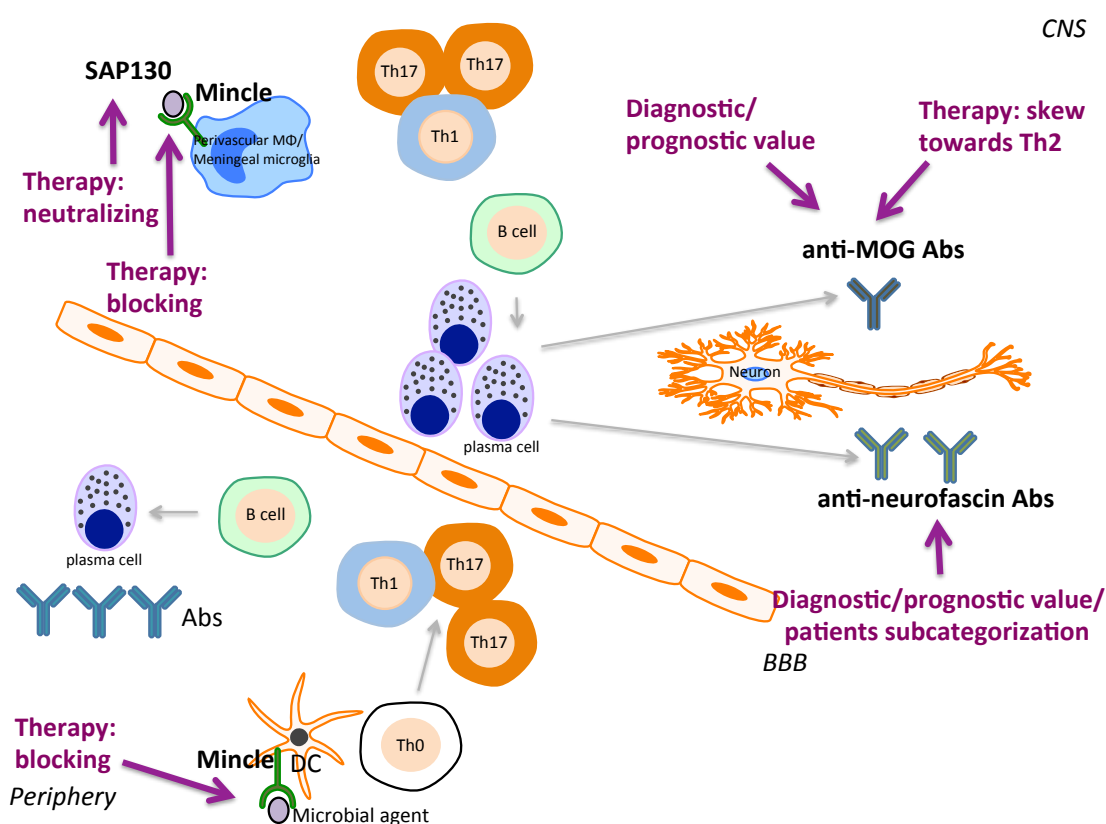 CNS
SAP130
Mincle
Perivascular MΦ/
Meningeal microglia
Th17
Th17
Th1
Diagnostic/
prognostic value
Therapy: skew
towards Th2
Therapy:
neutralizing
Therapy:
blocking
B cell
anti-MOG Abs
Neuron
plasma cell
anti-neurofascin Abs
plasma cell
B cell
Abs
Th1
Th17
Th17
Diagnostic/prognostic value/
patients subcategorization
BBB
Therapy:
blocking
Periphery
Mincle
DC
Th0
Microbial agent